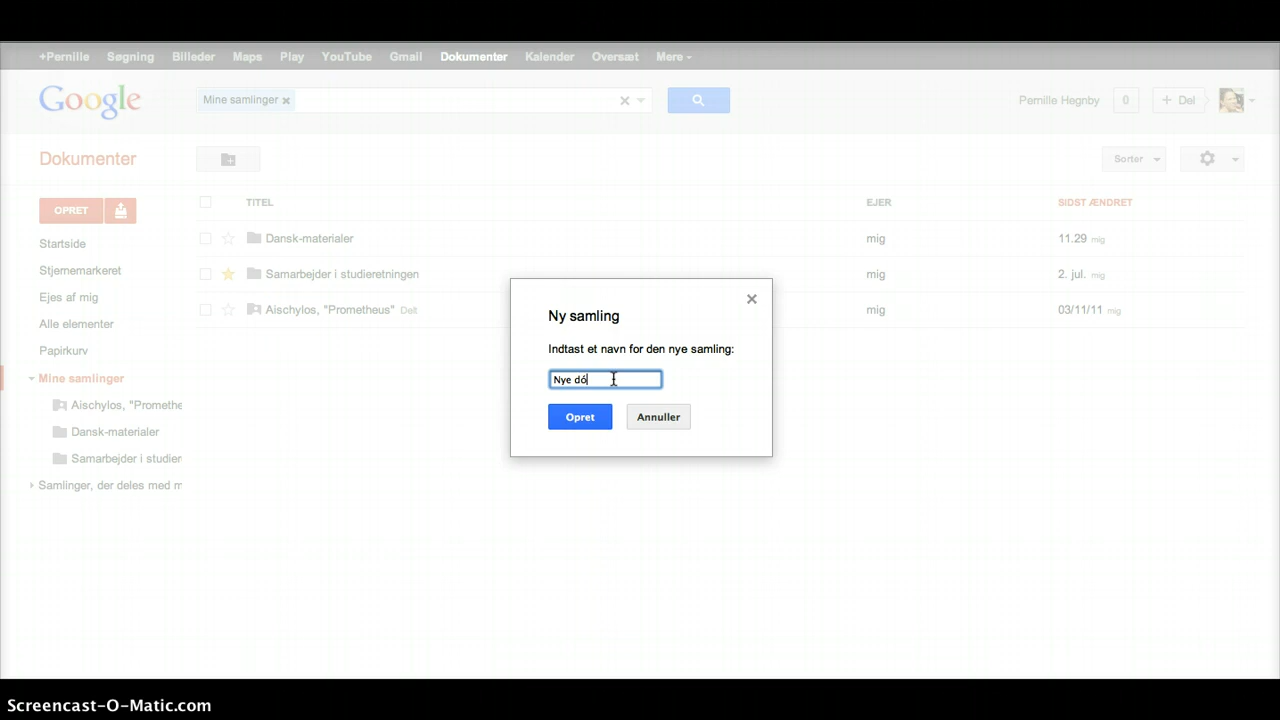 +Pernille Søgning Billeder Maps Play YouTube Gmail Dokumenter Kalender Oversæt Mere
Google Mine samlinger Pernille Hegnby 0 + Del
Dokumenter Sorter
OPRET TITEL EJER SIDST ÆNDRET
Startside
Stjernemarkeret
Ejes af mig
Alle elementer
Papirkurv
Mine samlinger
Aischylos, "Promethe
Dansk-materialer
Samarbejder i studier
Samlinger, der deles med m
Dansk-materialer mig 11.29 mig
Samarbejder i studieretningen mig 2. jul. mig
Aischylos, "Prometheus" Delt mig 03/11/11 mig
Ny samling
Indtast et navn for den nye samling:
Nye dó
Opret Annuller
Screencast-O-Matic.com